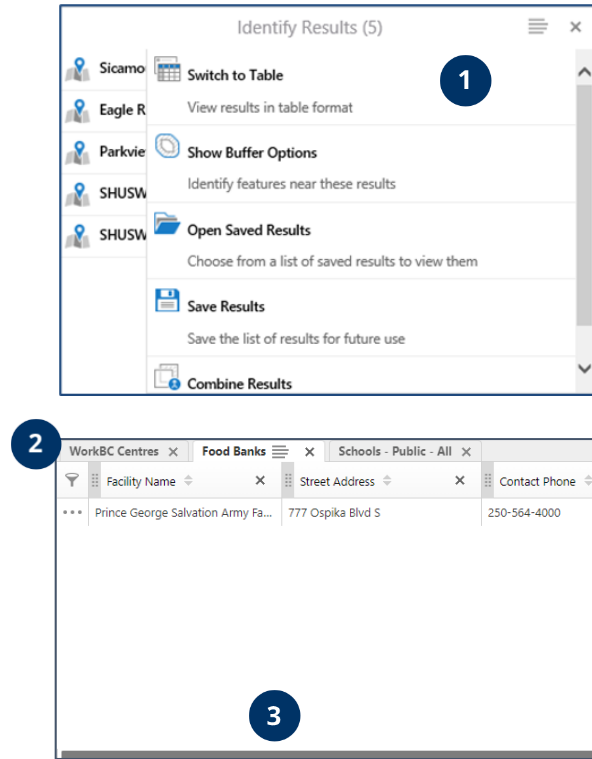 Identify Results (5)
Sicamo
Switch to Table
1
Eagle R
View results in table format
Parkvie
Show Buffer Options
SHUSW
Identify features near these results
SHUSW
Open Saved Results
Choose from a list of saved results to view them
Save Results
Save the list of results for future use
Combine Results
2
WorkBC Centres Food Banks Schools - Public - All
Facility Name Street Address Contact Phone
Prince George Salvation Army Fa... 777 Ospika Blvd S 250-564-4000
3